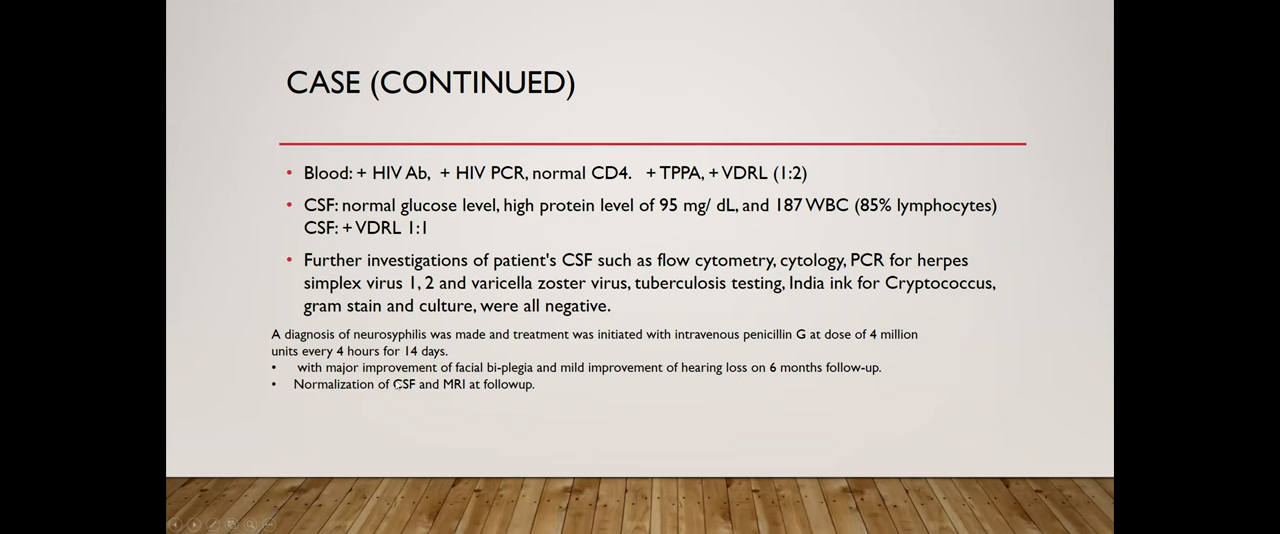 CASE (CONTINUED)
• Blood: + HIV Ab,  + HIV PCR, normal CD4.   + TPPA, + VDRL (1:2)
• CSF: normal glucose level, high protein level of 95 mg/ dL, and 187 WBC (85% lymphocytes)
CSF: + VDRL 1:1
• Further investigations of patient's CSF such as flow cytometry, cytology, PCR for herpes
simplex virus 1, 2 and varicella zoster virus, tuberculosis testing, India ink for Cryptococcus,
gram stain and culture, were all negative.
A diagnosis of neurosyphilis was made and treatment was initiated with intravenous penicillin G at dose of 4 million
units every 4 hours for 14 days.
• with major improvement of facial bi-plegia and mild improvement of hearing loss on 6 months follow-up.
• Normalization of CSF and MRI at followup.